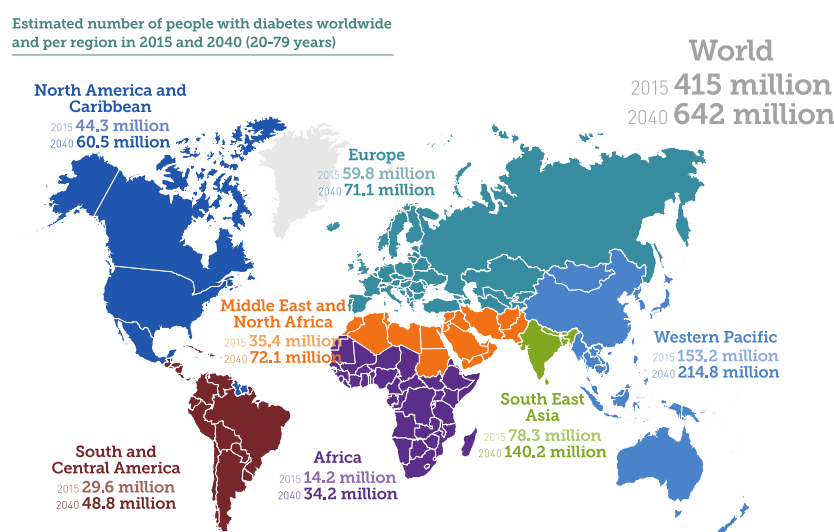 Estimated number of people with diabetes worldwide
and per region in 2015 and 2040 (20-79 years)
World
2015 415 million
2040 642 million
North America and
Caribbean
2015 44.3 million
2040 60.5 million
Europe
2015 59.8 million
2040 71.1 million
Middle East and
North Africa
2015 35.4 million
2040 72.1 million
Western Pacific
2015 153.2 million
2040 214.8 million
South East
Asia
2015 78.3 million
2040 140.2 million
South and
Central America
2015 29.6 million
2040 48.8 million
Africa
2015 14.2 million
2040 34.2 million